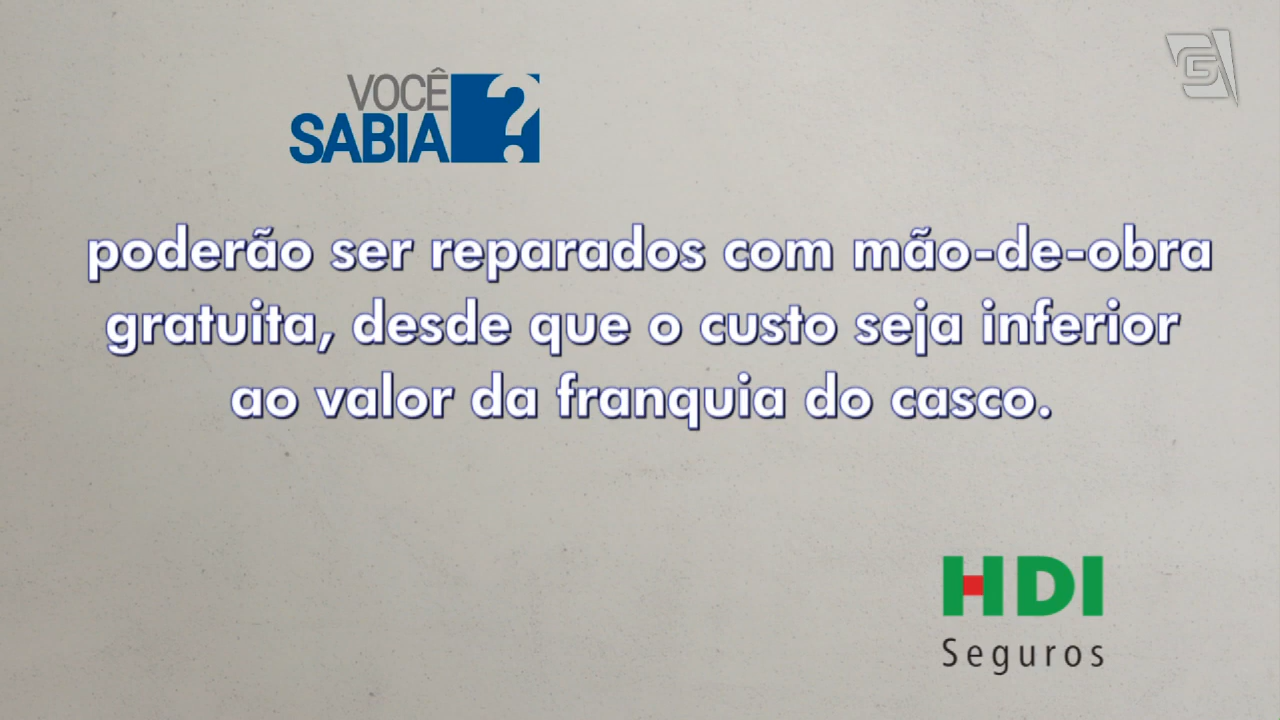 VOCÊ
SABIA?
poderão ser reparados com mão-de-obra
gratuita, desde que o custo seja inferior
ao valor da franquia do casco.
HDI
Seguros